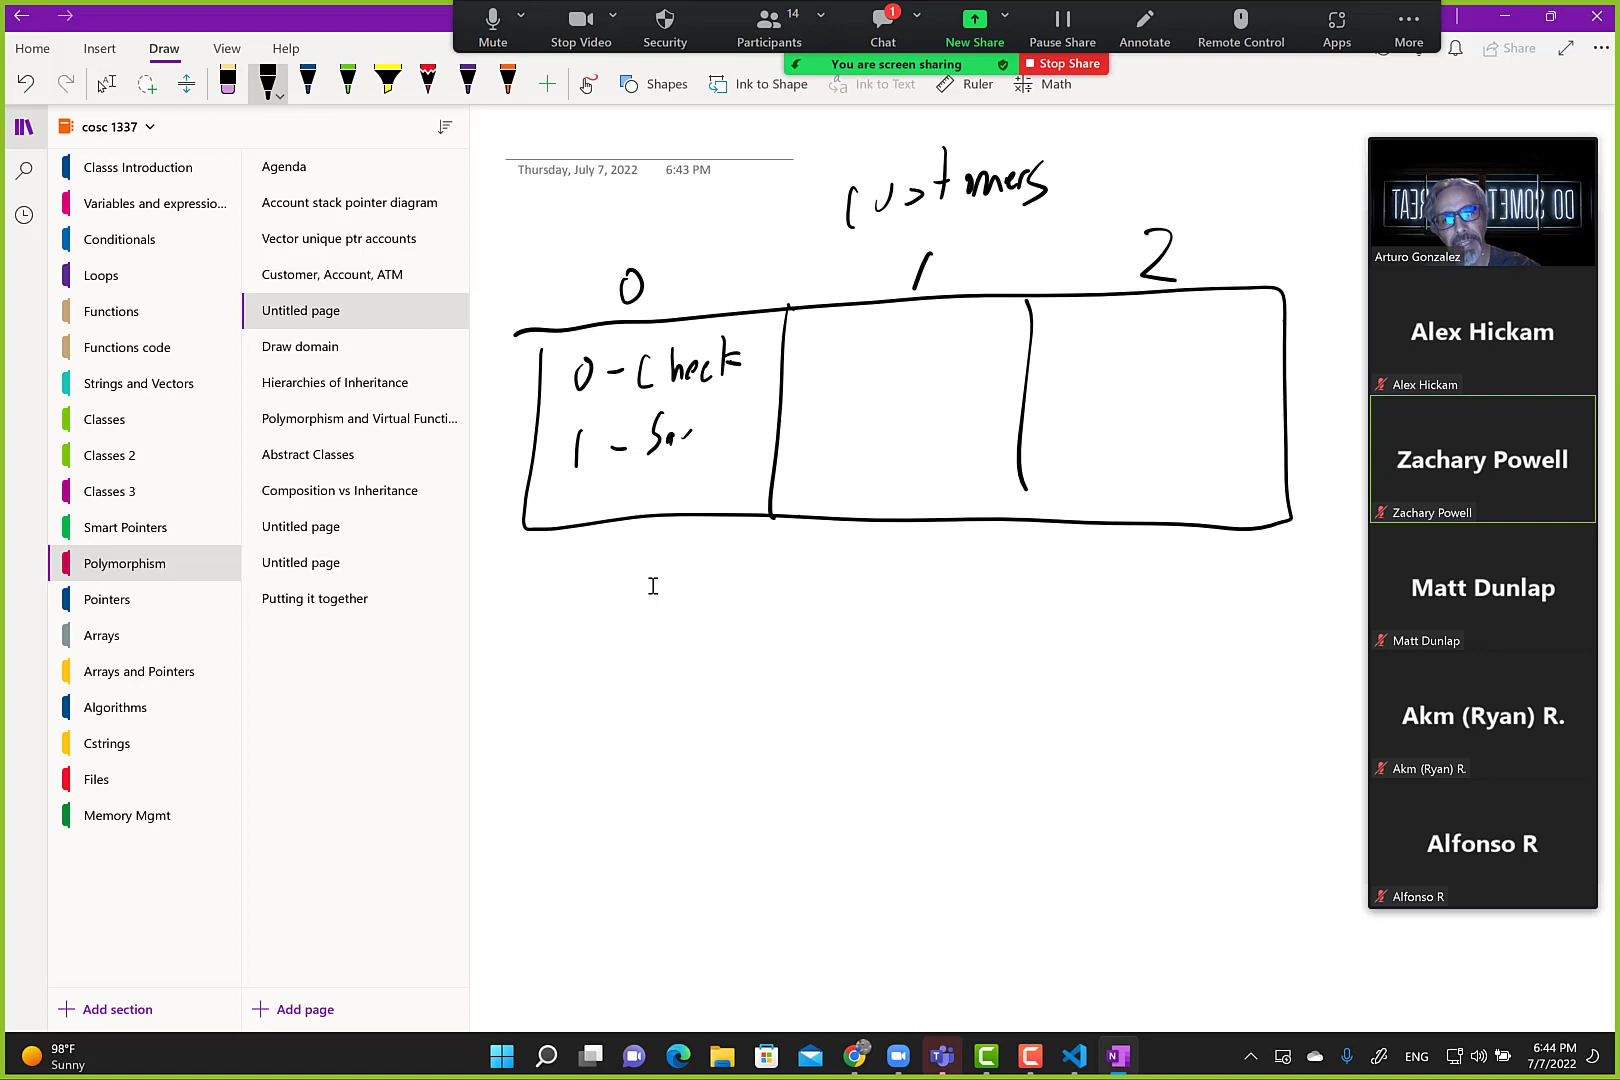 Mute
Stop Video
Security
14
Participants
1
Chat
New Share
Pause Share
Annotate
Remote Control
Apps
More
You are screen sharing
Stop Share
Home
Insert
Draw
View
Help
Share
Shapes
Ink to Shape
Ink to Text
Ruler
Math
cosc 1337
Classs Introduction
Variables and expressio...
Conditionals
Loops
Functions
Functions code
Strings and Vectors
Classes
Classes 2
Classes 3
Smart Pointers
Polymorphism
Pointers
Arrays
Arrays and Pointers
Algorithms
Cstrings
Files
Memory Mgmt
Add section
Agenda
Account stack pointer diagram
Vector unique ptr accounts
Customer, Account, ATM
Untitled page
Draw domain
Hierarchies of Inheritance
Polymorphism and Virtual Functi...
Abstract Classes
Composition vs Inheritance
Untitled page
Untitled page
Putting it together
Add page
Thursday, July 7, 2022 6:43 PM
customers
0 1 2
0 - Check
1 - Sav
DO SOMETHING GREAT
Arturo Gonzalez
Alex Hickam
Alex Hickam
Zachary Powell
Zachary Powell
Matt Dunlap
Matt Dunlap
Akm (Ryan) R.
Akm (Ryan) R.
Alfonso R
Alfonso R
98°F
Sunny
ENG
6:44 PM
7/7/2022